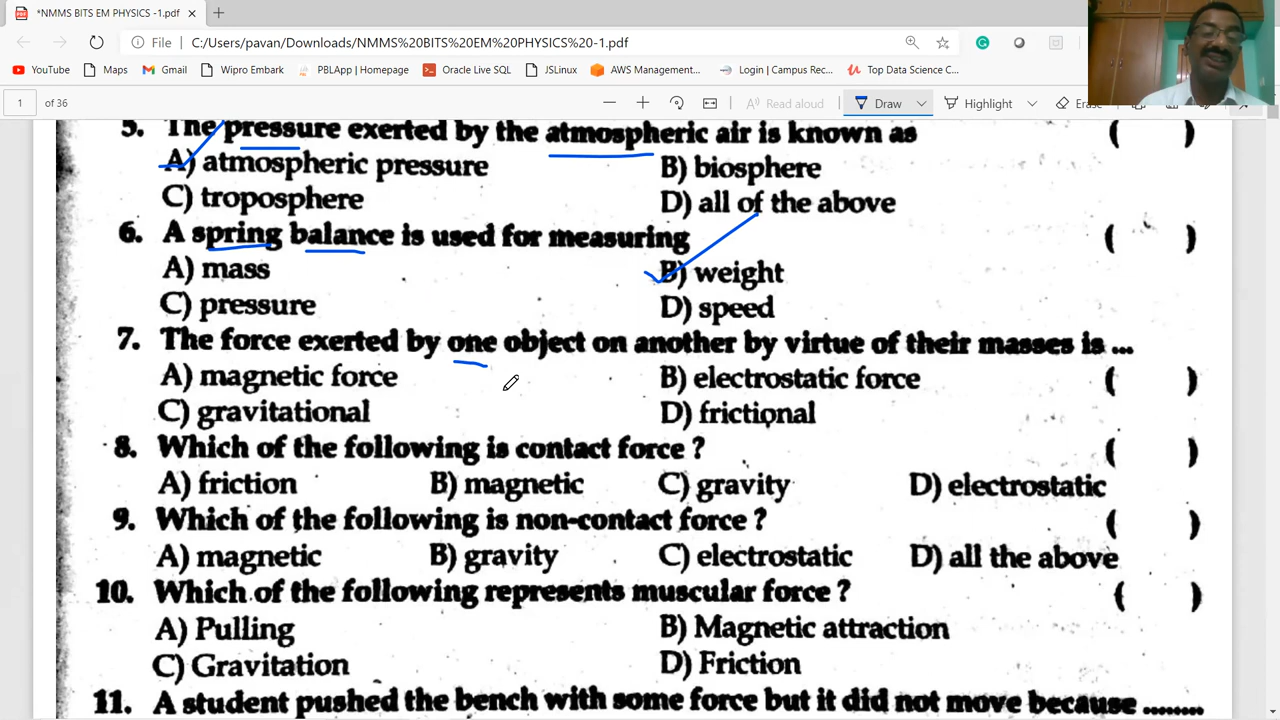 *NMMS BITS EM PHYSICS -1.pdf
File C:/Users/pavan/Downloads/NMMS%20BITS%20EM%20PHYSICS%20-1.pdf
YouTube Maps Gmail Wipro Embark PBLApp | Homepage Oracle Live SQL JSLinux AWS Management... Login | Campus Rec... Top Data Science C...
1 of 36 Read aloud Draw Highlight Erase
5. The pressure exerted by the atmospheric air is known as ( )
A) atmospheric pressure B) biosphere
C) troposphere D) all of the above
6. A spring balance is used for measuring ( )
A) mass B) weight
C) pressure D) speed
7. The force exerted by one object on another by virtue of their masses is ...
A) magnetic force B) electrostatic force ( )
C) gravitational D) frictional
8. Which of the following is contact force ? ( )
A) friction B) magnetic C) gravity D) electrostatic
9. Which of the following is non-contact force ? ( )
A) magnetic B) gravity C) electrostatic D) all the above
10. Which of the following represents muscular force ? ( )
A) Pulling B) Magnetic attraction
C) Gravitation D) Friction
11. A student pushed the bench with some force but it did not move because ........